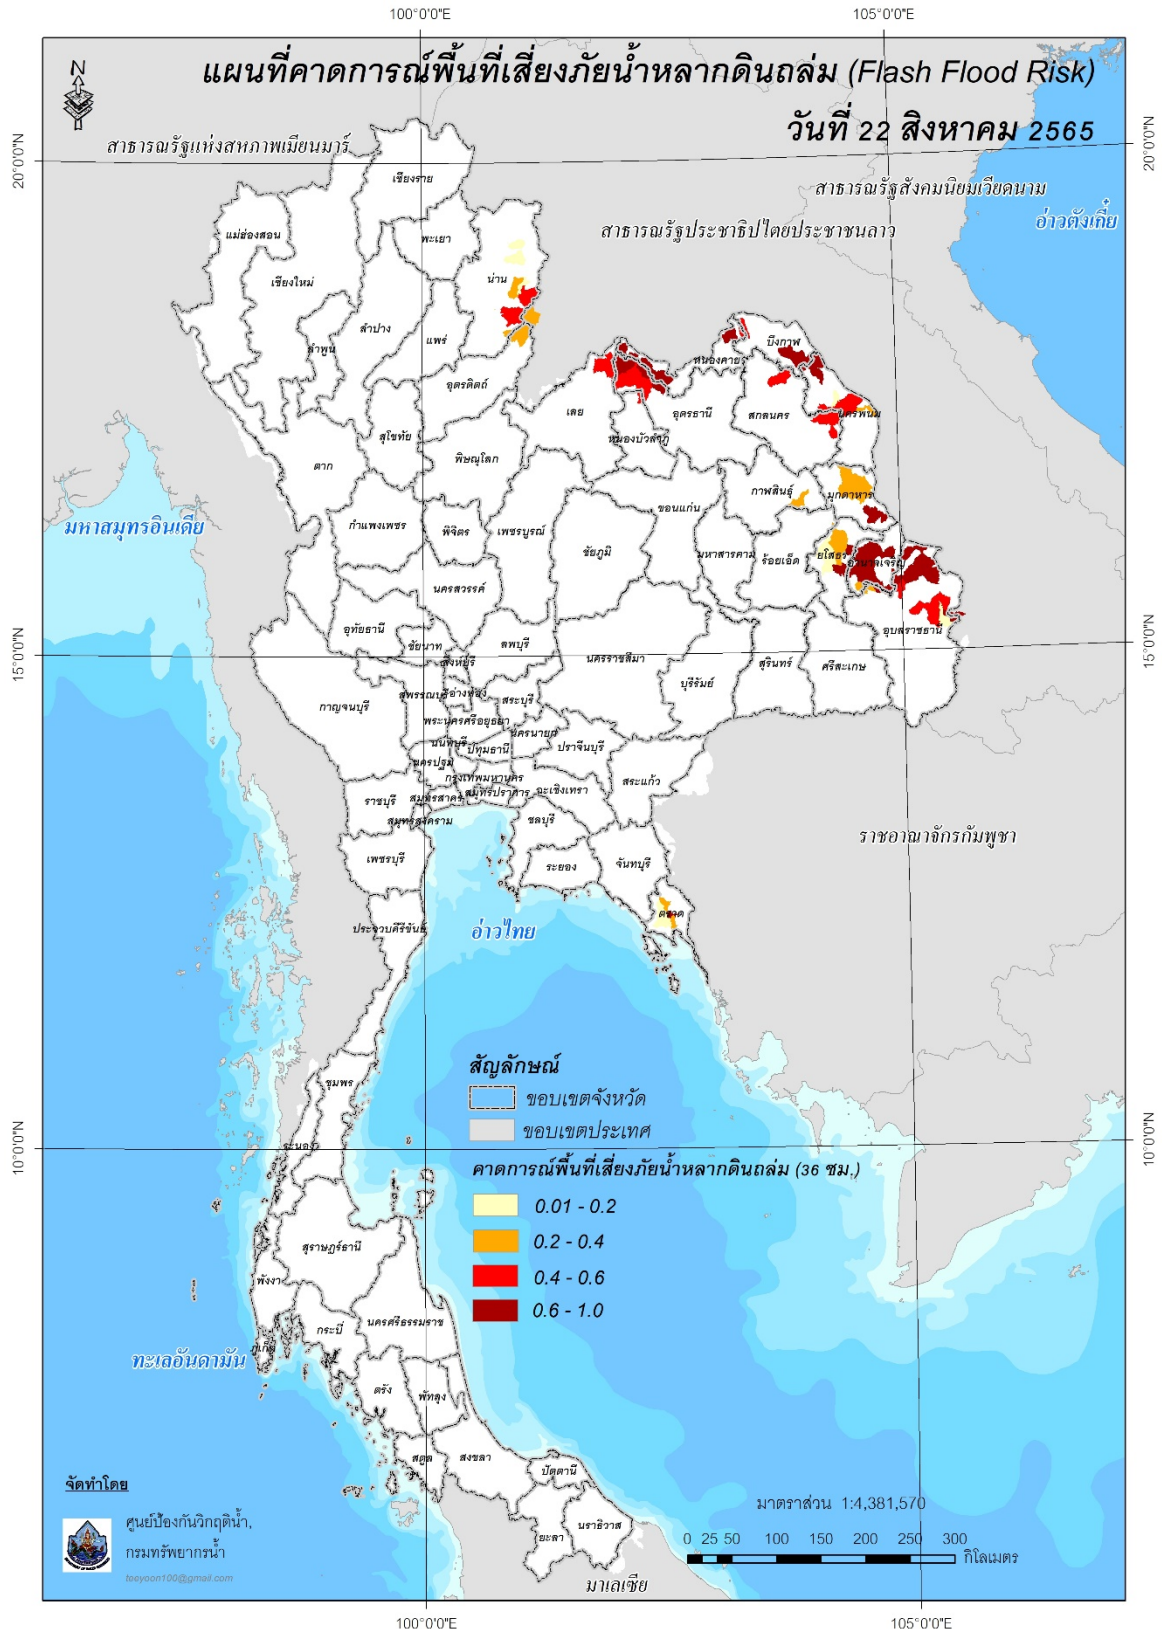 100°0'0"E
105°0'0"E
แผนที่คาดการณ์พื้นที่เสี่ยงภัยน้ำหลากดินถล่ม (Flash Flood Risk)
วันที่ 22 สิงหาคม 2565
N
20°0'0"N
20°0'0"N
สาธารณรัฐแห่งสหภาพเมียนมาร์
สาธารณรัฐสังคมนิยมเวียดนาม
สาธารณรัฐประชาธิปไตยประชาชนลาว
อ่าวตังเกี๋ย
เชียงราย
แม่ฮ่องสอน
พะเยา
น่าน
เชียงใหม่
ลำปาง
ลำพูน
แพร่
อุตรดิตถ์
บึงกาฬ
หนองคาย
เลย
อุดรธานี
สกลนคร
นครพนม
หนองบัวลำภู
สุโขทัย
ตาก
พิษณุโลก
กาฬสินธุ์
มุกดาหาร
ขอนแก่น
มหาสมุทรอินเดีย
กำแพงเพชร
พิจิตร
เพชรบูรณ์
ชัยภูมิ
มหาสารคาม
ร้อยเอ็ด
ยโสธร
อำนาจเจริญ
นครสวรรค์
อุทัยธานี
ชัยนาท
ลพบุรี
อุบลราชธานี
15°0'0"N
15°0'0"N
สิงห์บุรี
นครราชสีมา
สุรินทร์
ศรีสะเกษ
บุรีรัมย์
กาญจนบุรี
สุพรรณบุรี
อ่างทอง
สระบุรี
พระนครศรีอยุธยา
นครนายก
นนทบุรี
ปทุมธานี
ปราจีนบุรี
นครปฐม
กรุงเทพมหานคร
สระแก้ว
ราชบุรี
สมุทรสาคร
สมุทรปราการ
ฉะเชิงเทรา
สมุทรสงคราม
ชลบุรี
เพชรบุรี
ระยอง
จันทบุรี
ราชอาณาจักรกัมพูชา
ตราด
ประจวบคีรีขันธ์
อ่าวไทย
สัญลักษณ์
ขอบเขตจังหวัด
ขอบเขตประเทศ
คาดการณ์พื้นที่เสี่ยงภัยน้ำหลากดินถล่ม (36 ชม.)
0.01 - 0.2
0.2 - 0.4
0.4 - 0.6
0.6 - 1.0
ชุมพร
ระนอง
10°0'0"N
10°0'0"N
สุราษฎร์ธานี
พังงา
กระบี่
นครศรีธรรมราช
ภูเก็ต
ทะเลอันดามัน
ตรัง
พัทลุง
สตูล
สงขลา
ปัตตานี
ยะลา
นราธิวาส
มาเลเซีย
จัดทำโดย
ศูนย์ป้องกันวิกฤติน้ำ,
กรมทรัพยากรน้ำ
teeyoon100@gmail.com
มาตราส่วน 1:4,381,570
0 25 50 100 150 200 250 300
กิโลเมตร
100°0'0"E
105°0'0"E